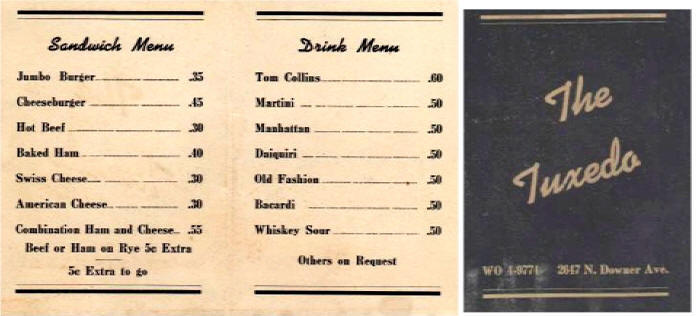 Sandwich Menu
Jumbo Burger .35
Cheeseburger .45
Hot Beef .30
Baked Ham .40
Swiss Cheese .30
American Cheese .30
Combination Ham and Cheese .55
Beef or Ham on Rye 5c Extra
5c Extra to go
Drink Menu
Tom Collins .60
Martini .50
Manhattan .50
Daiquiri .50
Old Fashion .50
Bacardi .50
Whiskey Sour .50
Others on Request
The
Tuxedo
WO 4-9771 2647 N. Downer Ave.